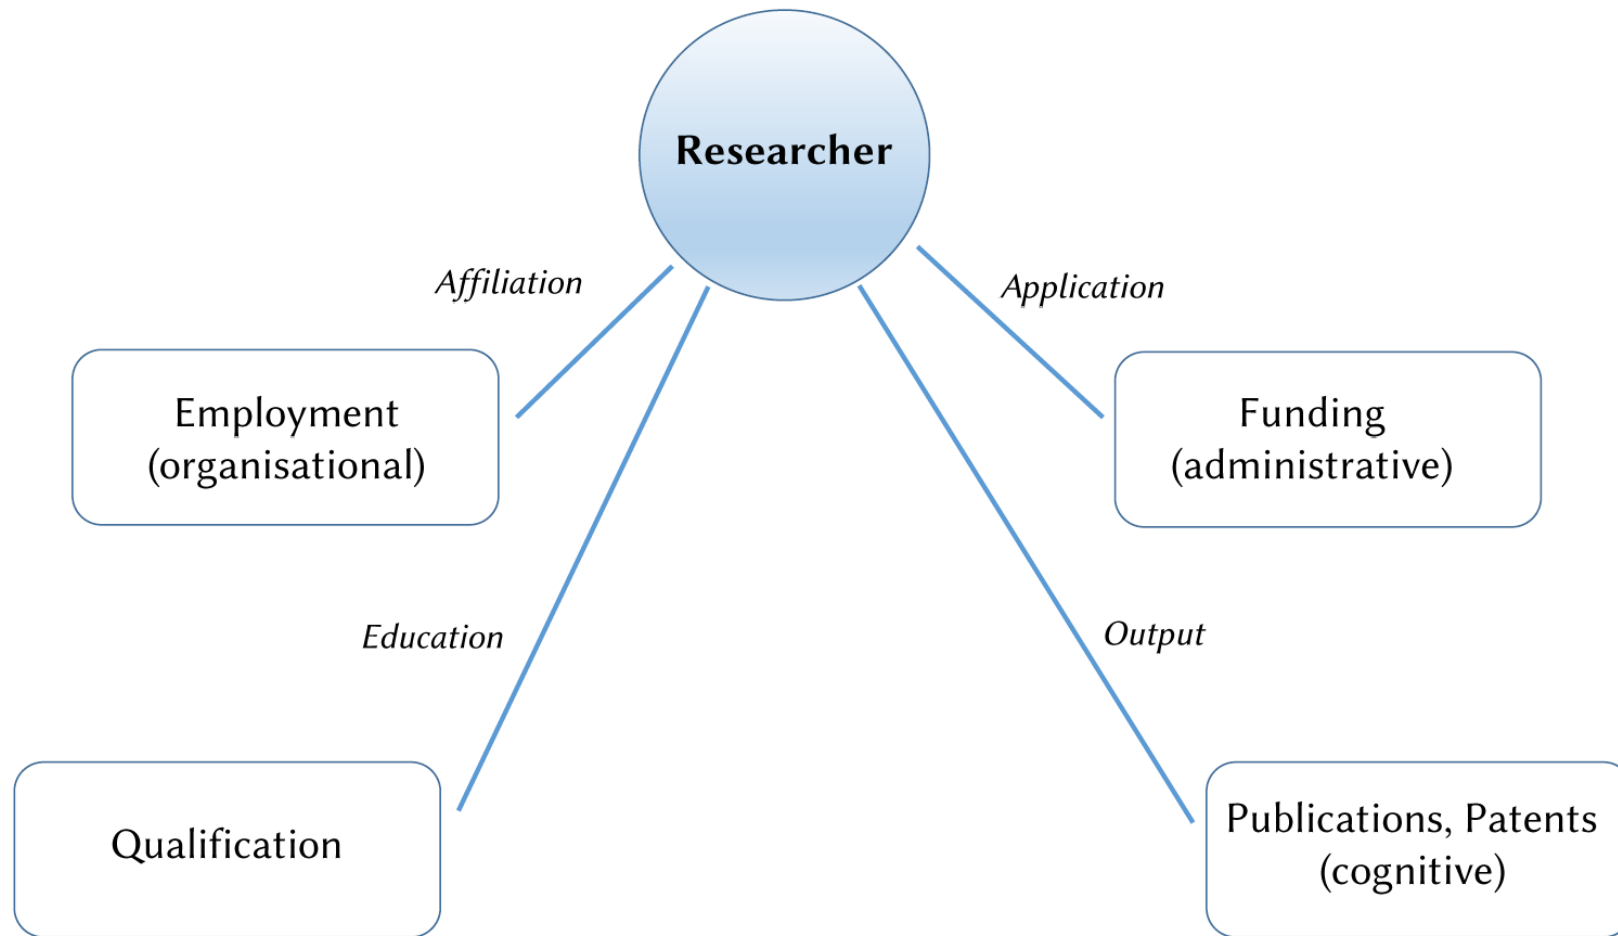 Researcher
Affiliation
Application
Employment
(organisational)
Funding
(administrative)
Education
Output
Qualification
Publications, Patents
(cognitive)